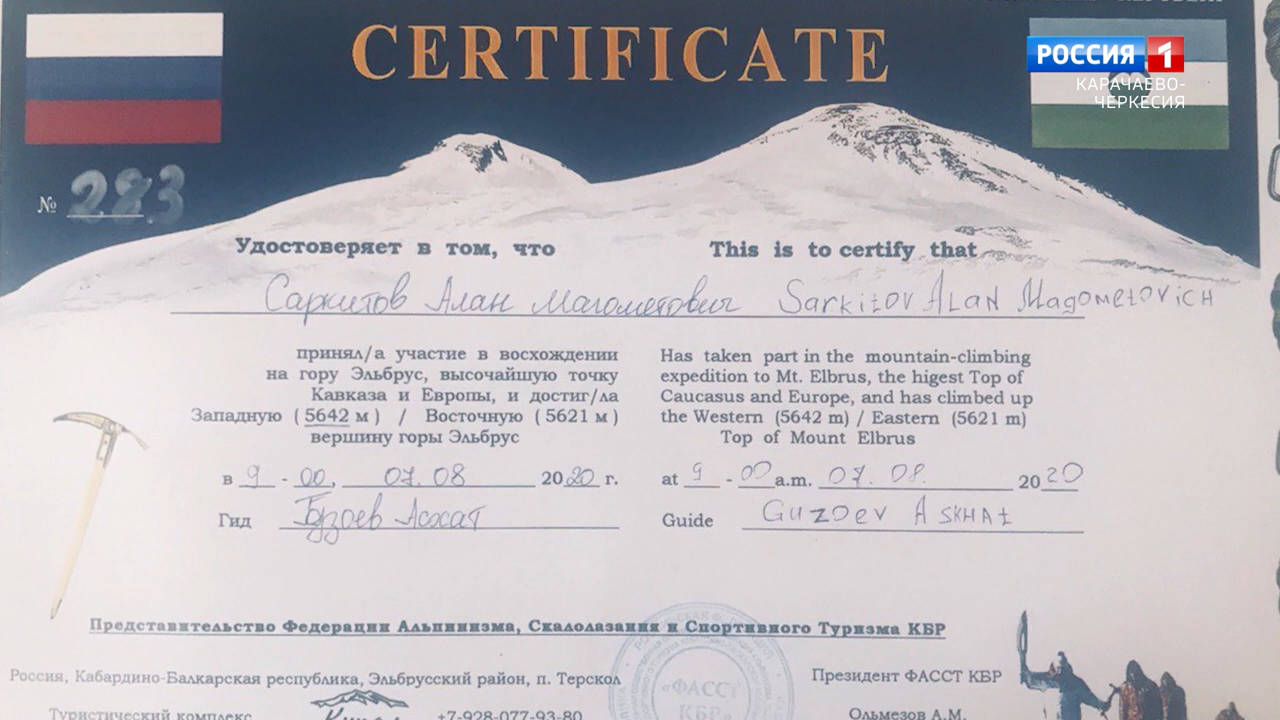 CERTIFICATE
РОССИЯ 1
КАРАЧАЕВО-
ЧЕРКЕСИЯ
№ 223
Удостоверяет в том, что
This is to certify that
Саркитов Алан Магометович
Sarkitov Alan Magometovich
принял/а участие в восхождении
на гору Эльбрус, высочайшую точку
Кавказа и Европы, и достиг/ла
Западную (5642 м) / Восточную (5621 м)
вершину горы Эльбрус
Has taken part in the mountain-climbing
expedition to Mt. Elbrus, the higest Top of
Caucasus and Europe, and has climbed up
the Western (5642 m) / Eastern (5621 m)
Top of Mount Elbrus
в 9 - 00, 07.08 2020 г.
at 9 - 00 a.m. 07.08. 2020
Гид Гузоев Асхат
Guide Guzoev Askhat
Представительство Федерации Альпинизма, Скалолазания и Спортивного Туризма КБР
Россия, Кабардино-Балкарская республика, Эльбрусский район, п. Терскол
Президент ФАССТ КБР
«ФАССТ
КБР»
Туристический комплекс
+7-928-077-93-80
Ольмезов А.М.